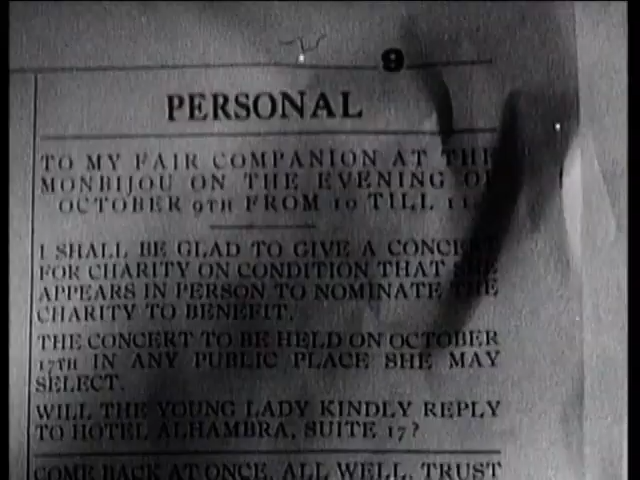 9
PERSONAL
TO MY FAIR COMPANION AT THE
MONBIJOU ON THE EVENING OF
OCTOBER 9TH FROM 10 TILL 11.
I SHALL BE GLAD TO GIVE A CONCERT
FOR CHARITY ON CONDITION THAT SHE
APPEARS IN PERSON TO NOMINATE THE
CHARITY TO BENEFIT.
THE CONCERT TO BE HELD ON OCTOBER
17TH IN ANY PUBLIC PLACE SHE MAY
SELECT.
WILL THE YOUNG LADY KINDLY REPLY
TO HOTEL ALHAMBRA, SUITE 17?
COME BACK AT ONCE. ALL WELL. TRUST